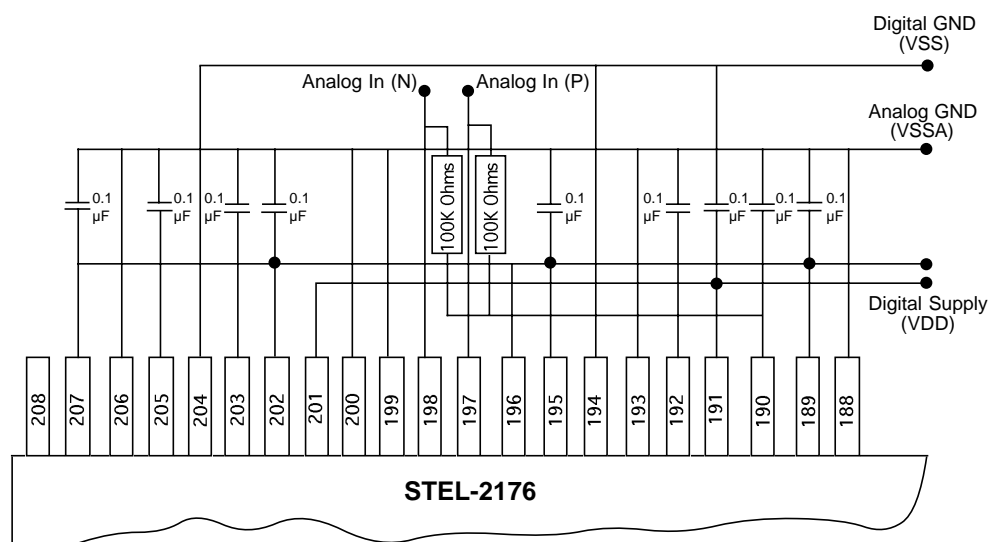 Digital GND
(VSS)
Analog In (N)
Analog In (P)
Analog GND
(VSSA)
0.1
µF
0.1
µF
0.1
µF
0.1
µF
100K Ohms
100K Ohms
0.1
µF
0.1
µF
0.1
µF
0.1
µF
0.1
µF
Digital Supply
(VDD)
208
207
206
205
204
203
202
201
200
199
198
197
196
195
194
193
192
191
190
189
188
STEL-2176